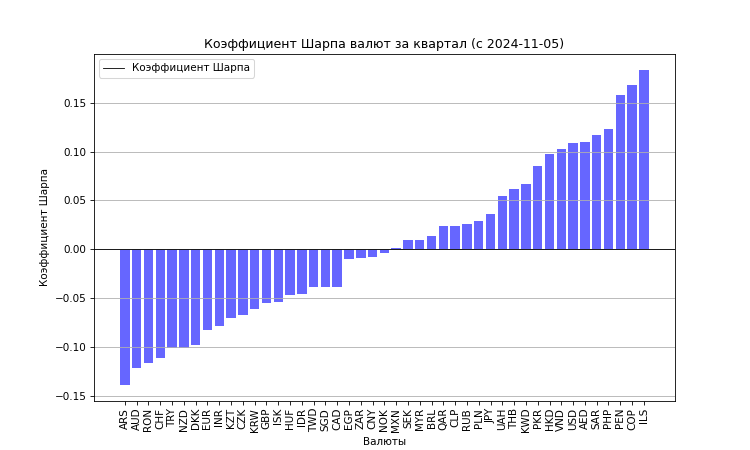 Коэффициент Шарпа валют за квартал (с 2024-11-05)
Коэффициент Шарпа
Коэффициент Шарпа
0.15
0.10
0.05
0.00
−0.05
−0.10
−0.15
ARS AUD RON CHF TRY NZD DKK EUR INR KZT CZK KRW GBP ISK HUF IDR TWD SGD CAD EGP ZAR CNY NOK MXN SEK MYR BRL QAR CLP RUB PLN JPY UAH THB KWD PKR HKD VND USD AED SAR PHP PEN COP ILS
Валюты